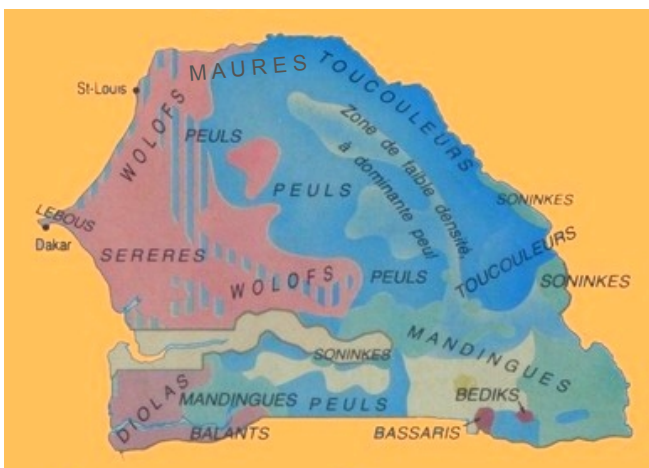 MAURES
TOUCOULEURS
St-Louis
WOLOFS
PEULS
Zone de faible densité
à dominante peul
PEULS
SONINKES
LEBOUS
Dakar
SERERES
TOUCOULEURS
WOLOFS
PEULS
SONINKES
MANDINGUES
SONINKES
DIOLAS
MANDINGUES
PEULS
BEDIKS
BALANTS
BASSARIS